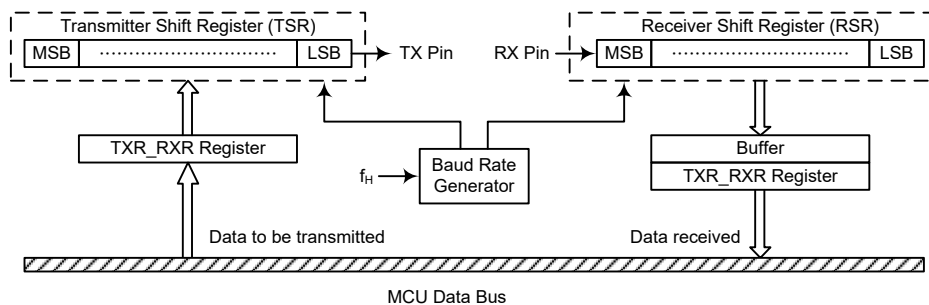 Transmitter Shift Register (TSR)
MSB ................................ LSB
TX Pin
RX Pin
Receiver Shift Register (RSR)
MSB ................................ LSB
TXR_RXR Register
fH
Baud Rate
Generator
Buffer
TXR_RXR Register
Data to be transmitted
Data received
MCU Data Bus